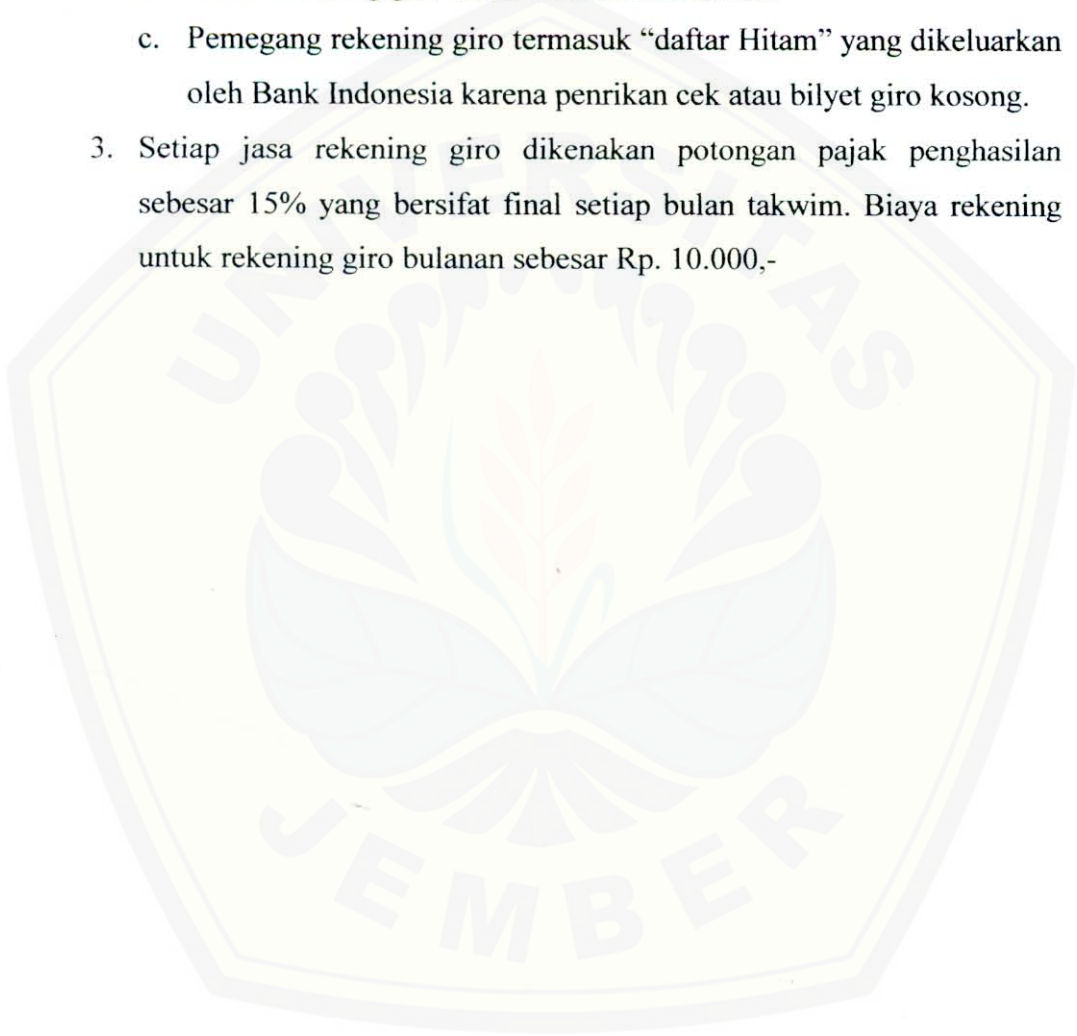 c. Pemegang rekening giro termasuk “daftar Hitam” yang dikeluarkan
oleh Bank Indonesia karena penrikan cek atau bilyet giro kosong.
3. Setiap jasa rekening giro dikenakan potongan pajak penghasilan
sebesar 15% yang bersifat final setiap bulan takwim. Biaya rekening
untuk rekening giro bulanan sebesar Rp. 10.000,-
UNIVERSITAS
JEMBER